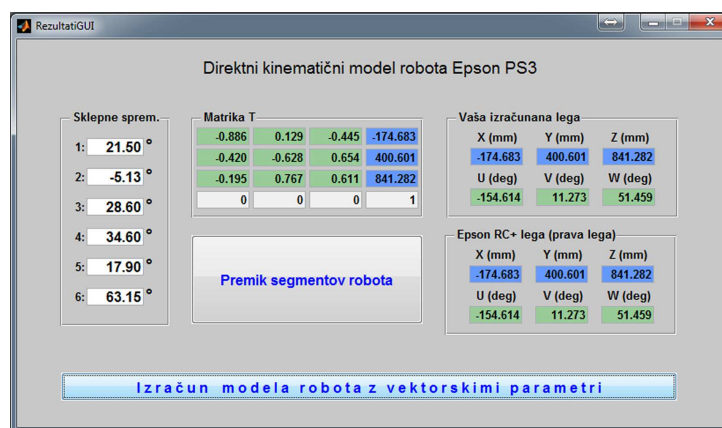 RezultatiGUI
Direktni kinematični model robota Epson PS3
Sklepne sprem.
1: 21.50 °
2: -5.13 °
3: 28.60 °
4: 34.60 °
5: 17.90 °
6: 63.15 °
Matrika T
-0.886 0.129 -0.445 -174.683
-0.420 -0.628 0.654 400.601
-0.195 0.767 0.611 841.282
0 0 0 1
Premik segmentov robota
Vaša izračunana lega
X (mm) Y (mm) Z (mm)
-174.683 400.601 841.282
U (deg) V (deg) W (deg)
-154.614 11.273 51.459
Epson RC+ lega (prava lega)
X (mm) Y (mm) Z (mm)
-174.683 400.601 841.282
U (deg) V (deg) W (deg)
-154.614 11.273 51.459
Izračun modela robota z vektorskimi parametri